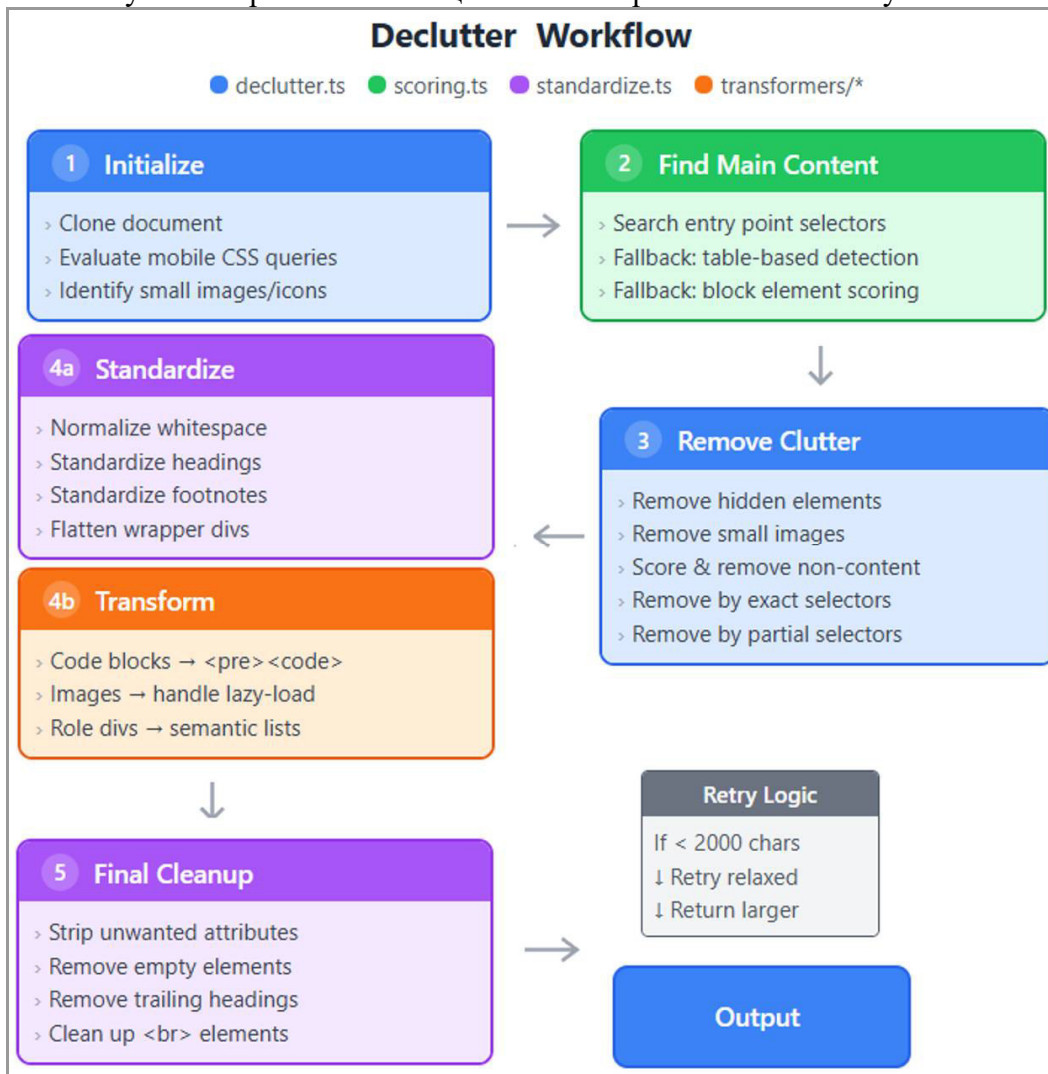 Declutter Workflow
declutter.ts scoring.ts standardize.ts transformers/*
1 Initialize
› Clone document
› Evaluate mobile CSS queries
› Identify small images/icons
2 Find Main Content
› Search entry point selectors
› Fallback: table-based detection
› Fallback: block element scoring
3 Remove Clutter
› Remove hidden elements
› Remove small images
› Score & remove non-content
› Remove by exact selectors
› Remove by partial selectors
4a Standardize
› Normalize whitespace
› Standardize headings
› Standardize footnotes
› Flatten wrapper divs
4b Transform
› Code blocks → <pre><code>
› Images → handle lazy-load
› Role divs → semantic lists
5 Final Cleanup
› Strip unwanted attributes
› Remove empty elements
› Remove trailing headings
› Clean up <br> elements
Retry Logic
If < 2000 chars
↓ Retry relaxed
↓ Return larger
Output